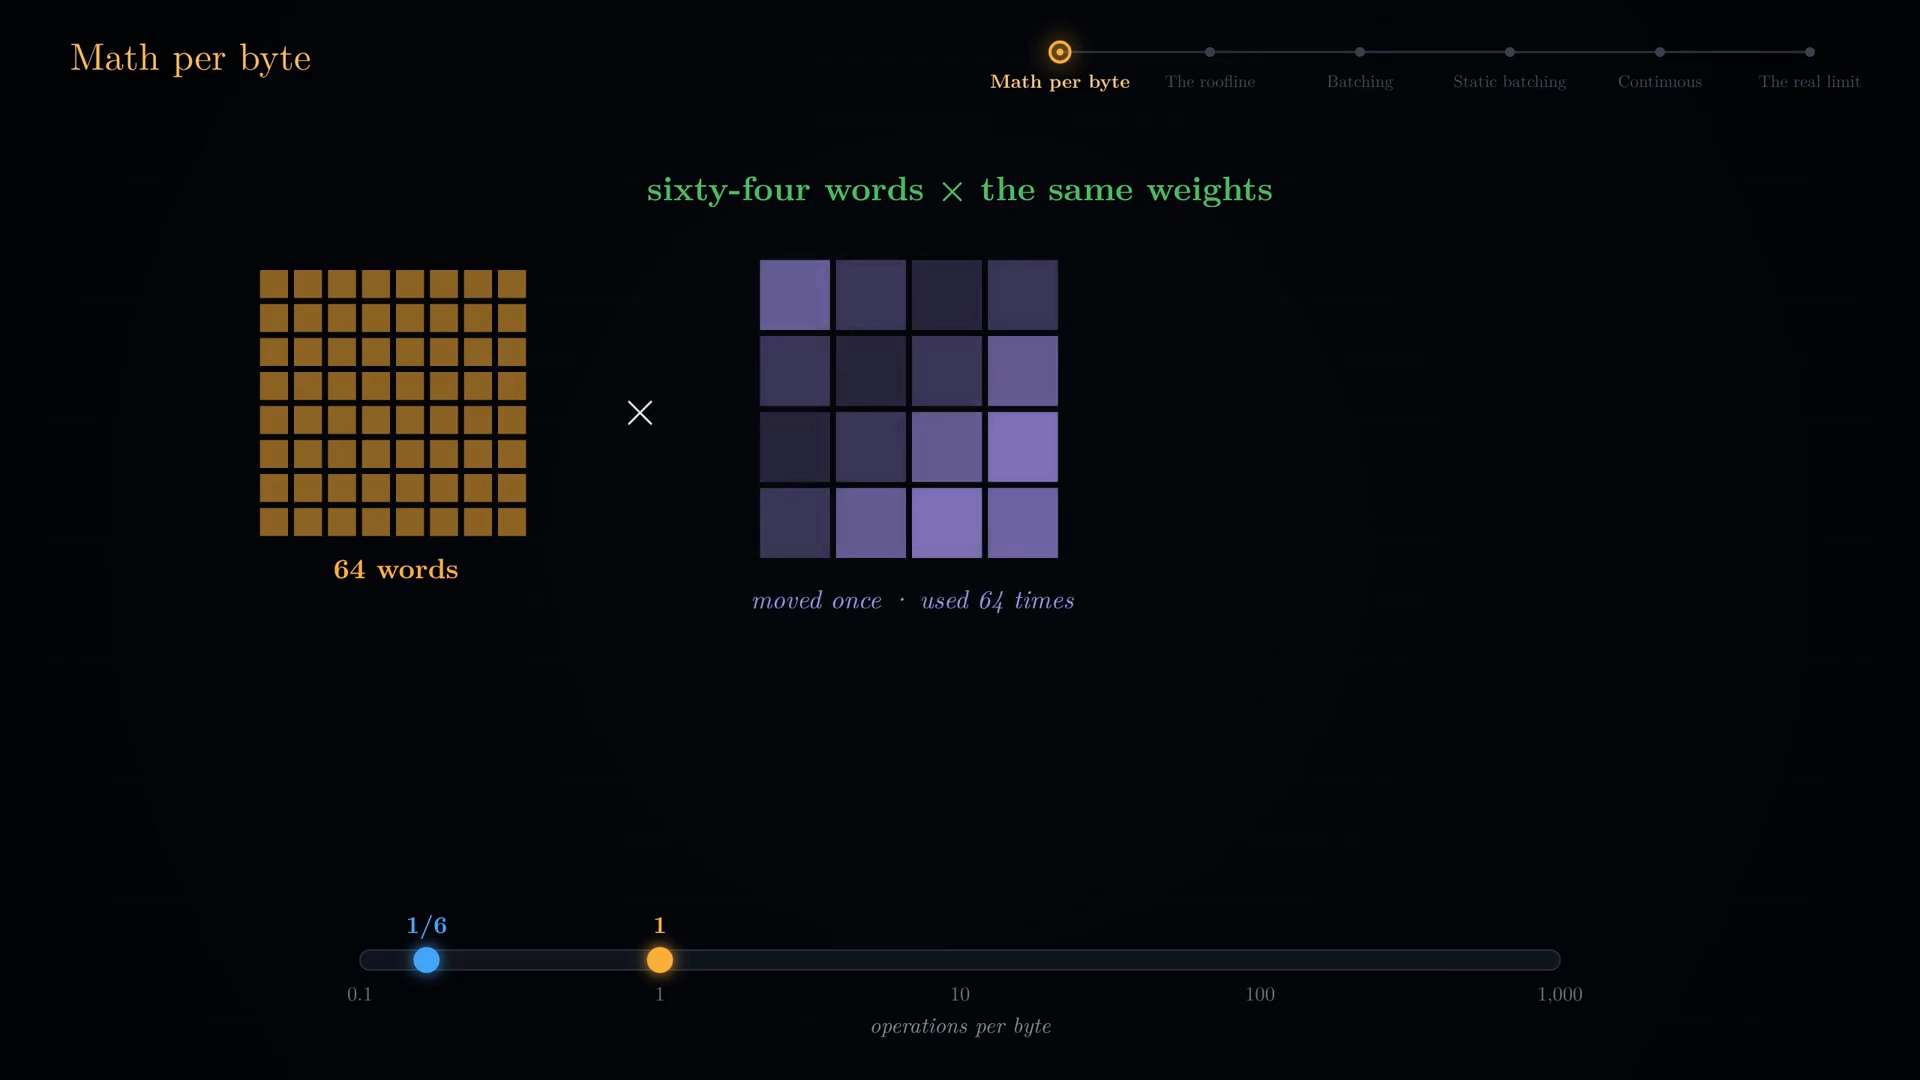 Math per byte
Math per byte
The roofline
Batching
Static batching
Continuous
The real limit
sixty-four words × the same weights
×
64 words
moved once · used 64 times
1/6
1
0.1
1
10
100
1,000
operations per byte